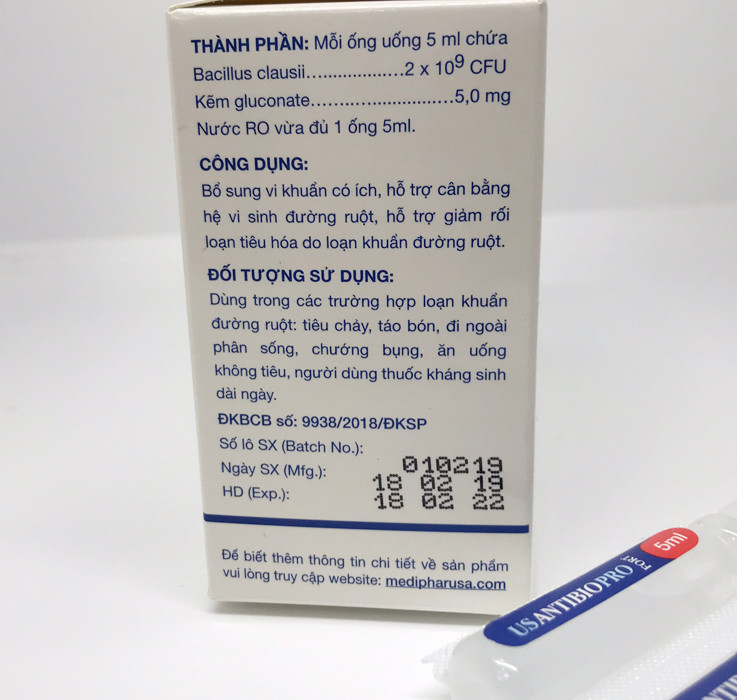 THÀNH PHẦN: Mỗi ống uống 5 ml chứa
Bacillus clausii.....................2 x 10⁹ CFU
Kẽm gluconate.............................5,0 mg
Nước RO vừa đủ 1 ống 5ml.
CÔNG DỤNG:
Bổ sung vi khuẩn có ích, hỗ trợ cân bằng
hệ vi sinh đường ruột, hỗ trợ giảm rối
loạn tiêu hóa do loạn khuẩn đường ruột.
ĐỐI TƯỢNG SỬ DỤNG:
Dùng trong các trường hợp loạn khuẩn
đường ruột: tiêu chảy, táo bón, đi ngoài
phân sống, chướng bụng, ăn uống
không tiêu, người dùng thuốc kháng sinh
dài ngày.
ĐKBCB số: 9938/2018/ĐKSP
Số lô SX (Batch No.): 010219
Ngày SX (Mfg.): 18 02 19
HD (Exp.): 18 02 22
Để biết thêm thông tin chi tiết về sản phẩm
vui lòng truy cập website: medipharusa.com
USANTIBIOPRO FORT 5ml